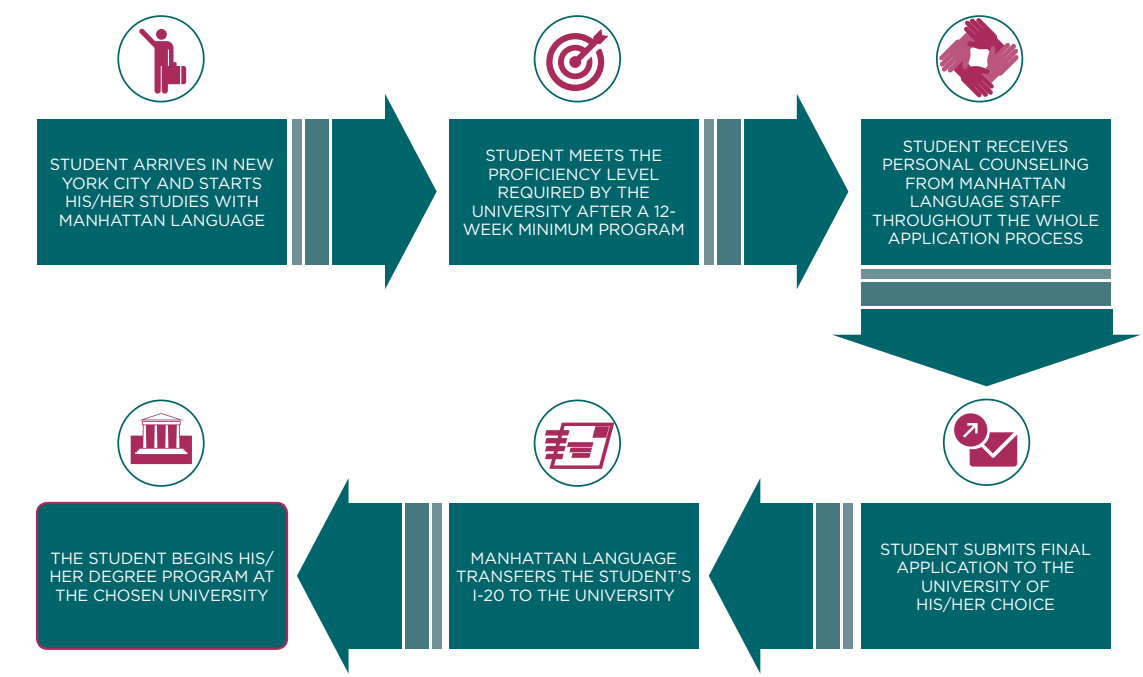 STUDENT ARRIVES IN NEW
YORK CITY AND STARTS
HIS/HER STUDIES WITH
MANHATTAN LANGUAGE
STUDENT MEETS THE
PROFICIENCY LEVEL
REQUIRED BY THE
UNIVERSITY AFTER A 12-
WEEK MINIMUM PROGRAM
STUDENT RECEIVES
PERSONAL COUNSELING
FROM MANHATTAN
LANGUAGE STAFF
THROUGHOUT THE WHOLE
APPLICATION PROCESS
STUDENT SUBMITS FINAL
APPLICATION TO THE
UNIVERSITY OF
HIS/HER CHOICE
MANHATTAN LANGUAGE
TRANSFERS THE STUDENT'S
I-20 TO THE UNIVERSITY
THE STUDENT BEGINS HIS/
HER DEGREE PROGRAM AT
THE CHOSEN UNIVERSITY